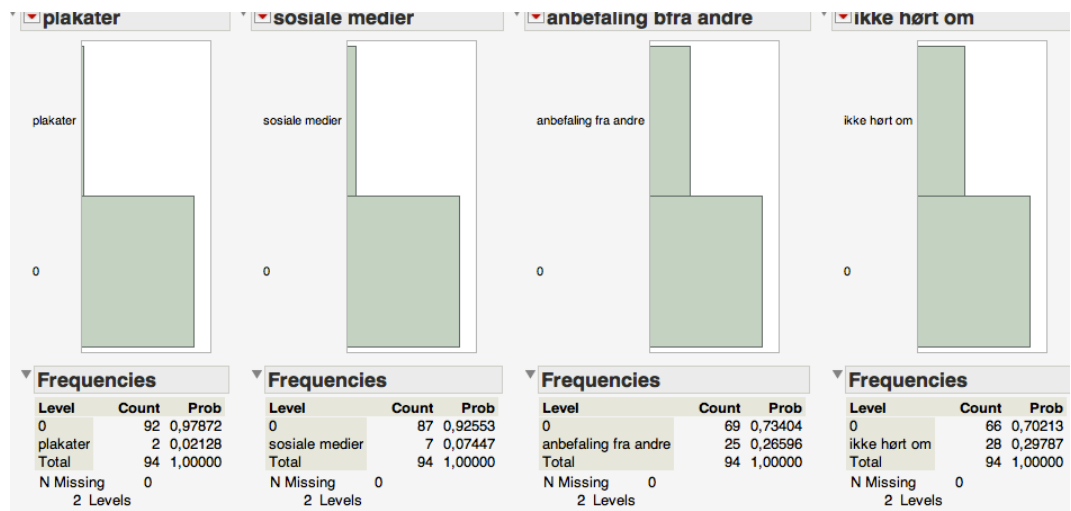 plakater
sosiale medier
anbefaling bfra andre
ikke hørt om
plakater
0
sosiale medier
0
anbefaling fra andre
0
ikke hørt om
0
Frequencies
Level Count Prob
0 92 0,97872
plakater 2 0,02128
Total 94 1,00000
N Missing 0
2 Levels
Frequencies
Level Count Prob
0 87 0,92553
sosiale medier 7 0,07447
Total 94 1,00000
N Missing 0
2 Levels
Frequencies
Level Count Prob
0 69 0,73404
anbefaling fra andre 25 0,26596
Total 94 1,00000
N Missing 0
2 Levels
Frequencies
Level Count Prob
0 66 0,70213
ikke hørt om 28 0,29787
Total 94 1,00000
N Missing 0
2 Levels